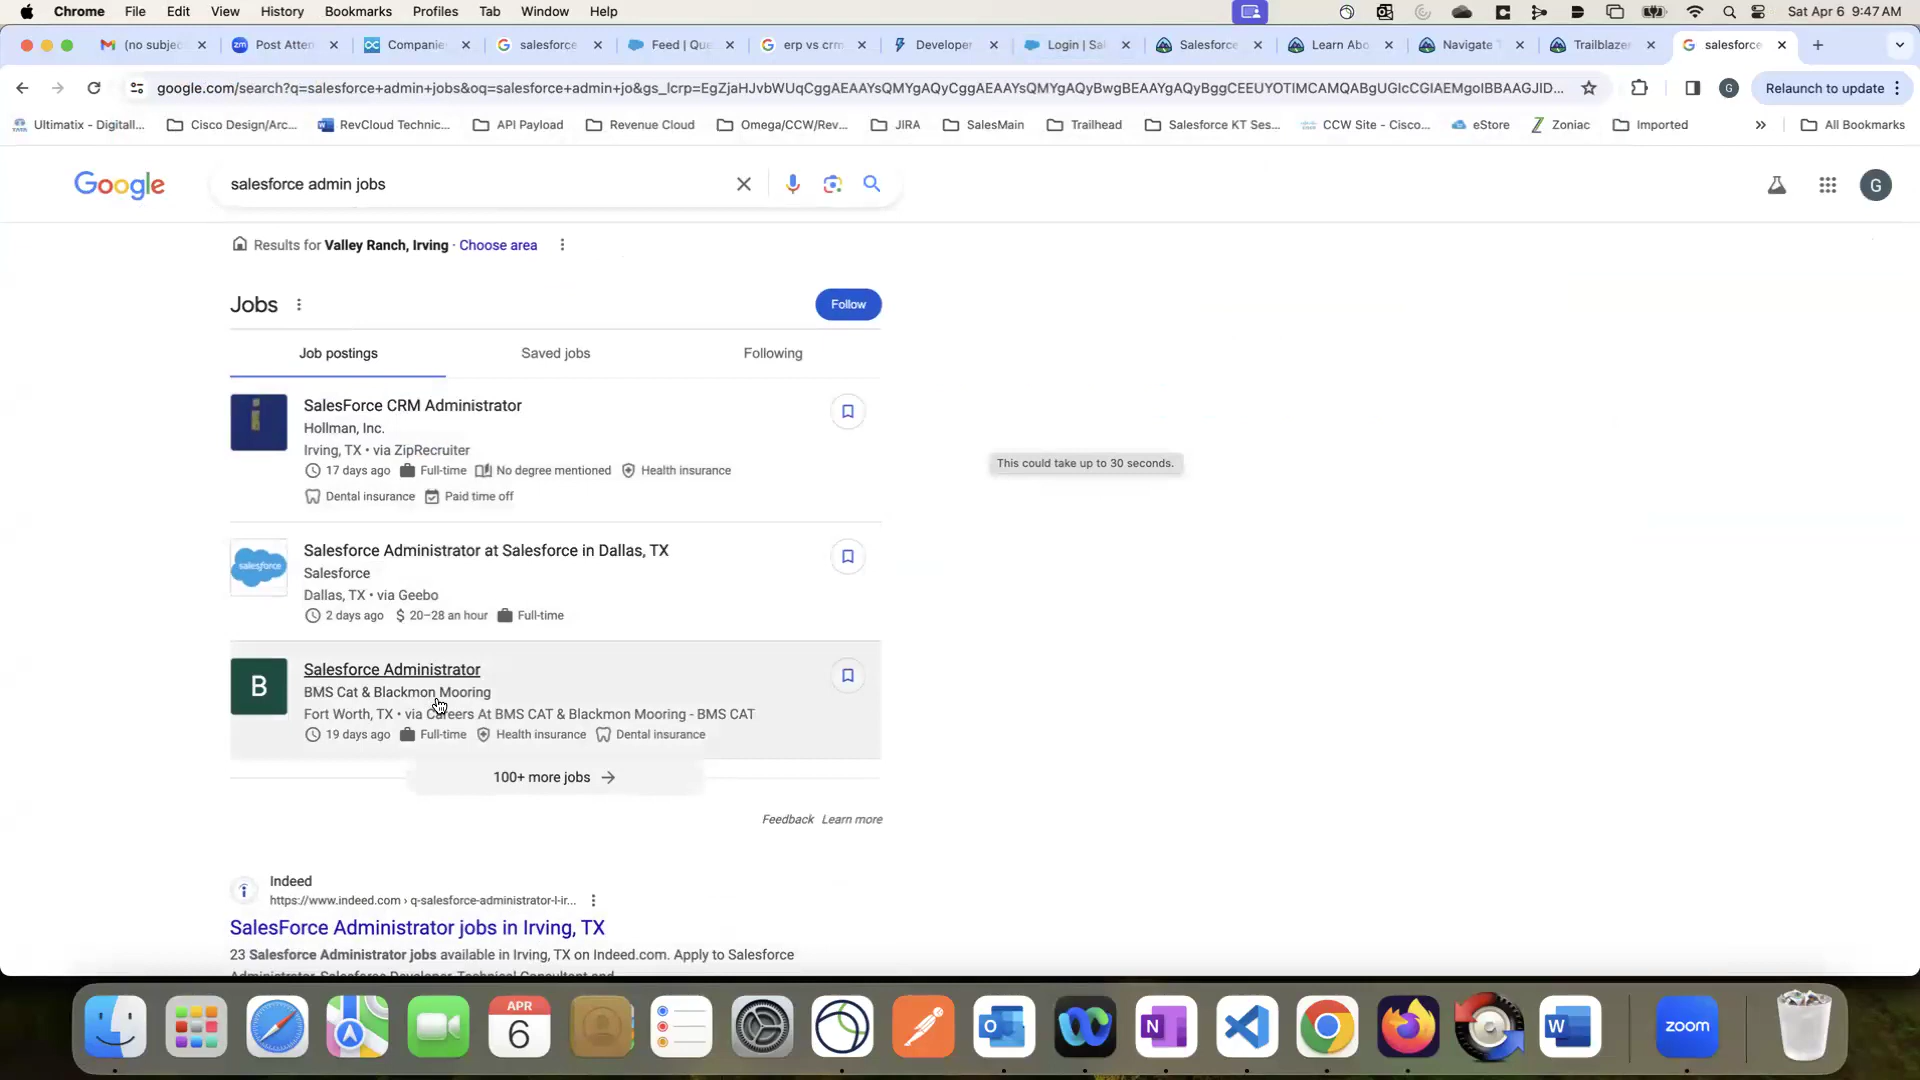 Chrome File Edit View History Bookmarks Profiles Tab Window Help Sat Apr 6 9:47 AM
(no subje Post Atten Companie salesforce Feed | Que erp vs crm Developer Login | Sal Salesforce Learn Abo Navigate T Trailblaze salesforce
google.com/search?q=salesforce+admin+jobs&oq=salesforce+admin+jo&gs_lcrp=EgZjaHJvbWUqCggAEAAYsQMYgAQyCggAEAAYsQMYgAQyBwgBEAAYgAQyBggCEEUYOTIMCAMQABgUGIcCGIAEMgoIBBAAGJID... G Relaunch to update
Ultimatix - Digitall... Cisco Design/Arc... RevCloud Technic... API Payload Revenue Cloud Omega/CCW/Rev... JIRA SalesMain Trailhead Salesforce KT Ses... CCW Site - Cisco... eStore Zoniac Imported » All Bookmarks
Google salesforce admin jobs G
Results for Valley Ranch, Irving · Choose area
Jobs Follow
Job postings Saved jobs Following
SalesForce CRM Administrator
Hollman, Inc.
Irving, TX • via ZipRecruiter
17 days ago Full-time No degree mentioned Health insurance
Dental insurance Paid time off
This could take up to 30 seconds.
salesforce
Salesforce Administrator at Salesforce in Dallas, TX
Salesforce
Dallas, TX • via Geebo
2 days ago $ 20–28 an hour Full-time
B
Salesforce Administrator
BMS Cat & Blackmon Mooring
Fort Worth, TX • via Careers At BMS CAT & Blackmon Mooring - BMS CAT
19 days ago Full-time Health insurance Dental insurance
100+ more jobs
Feedback Learn more
Indeed
https://www.indeed.com › q-salesforce-administrator-l-ir...
SalesForce Administrator jobs in Irving, TX
23 Salesforce Administrator jobs available in Irving, TX on Indeed.com. Apply to Salesforce
Administrator, Salesforce Developer, Technical Consultant and
APR
6
zoom